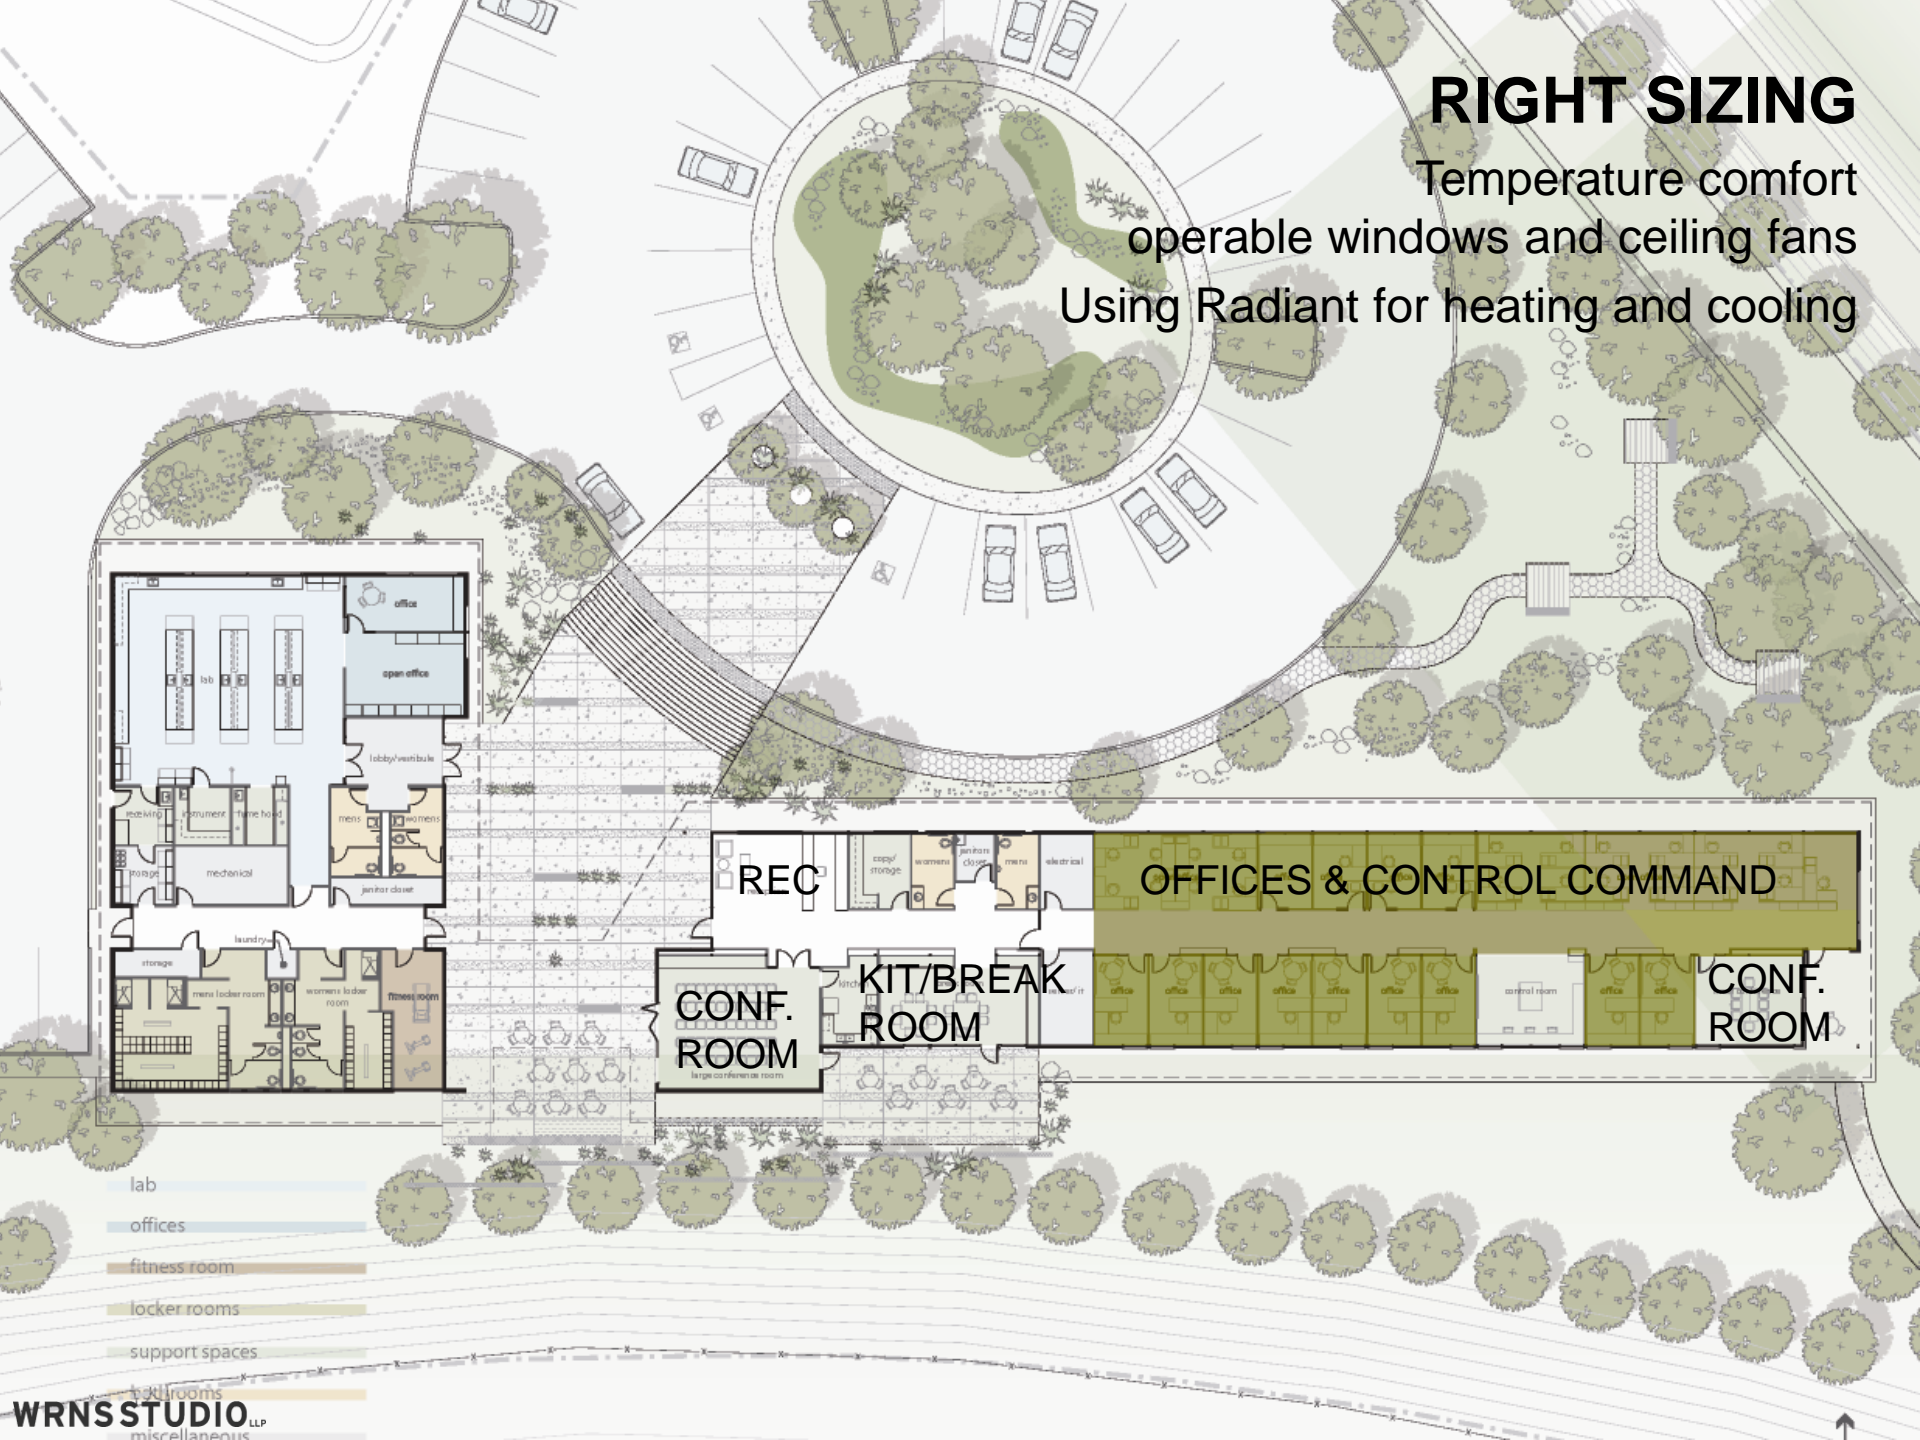 RIGHT SIZING
Temperature comfort
operable windows and ceiling fans
Using Radiant for heating and cooling
office
open office
lab
lobby/vestibule
receiving
instrument
fume hood
mens
womens
storage
mechanical
janitor closet
laundry
storage
mens locker room
womens locker
room
fitness room
REC
copy/
storage
womens
janitors
closet
mens
electrical
OFFICES & CONTROL COMMAND
CONF.
ROOM
large conference room
KIT/BREAK
ROOM
office
office
office
office
office
office
office
control room
office
office
CONF.
ROOM
lab
offices
fitness room
locker rooms
support spaces
bathrooms
miscellaneous
WRNS STUDIO LLP